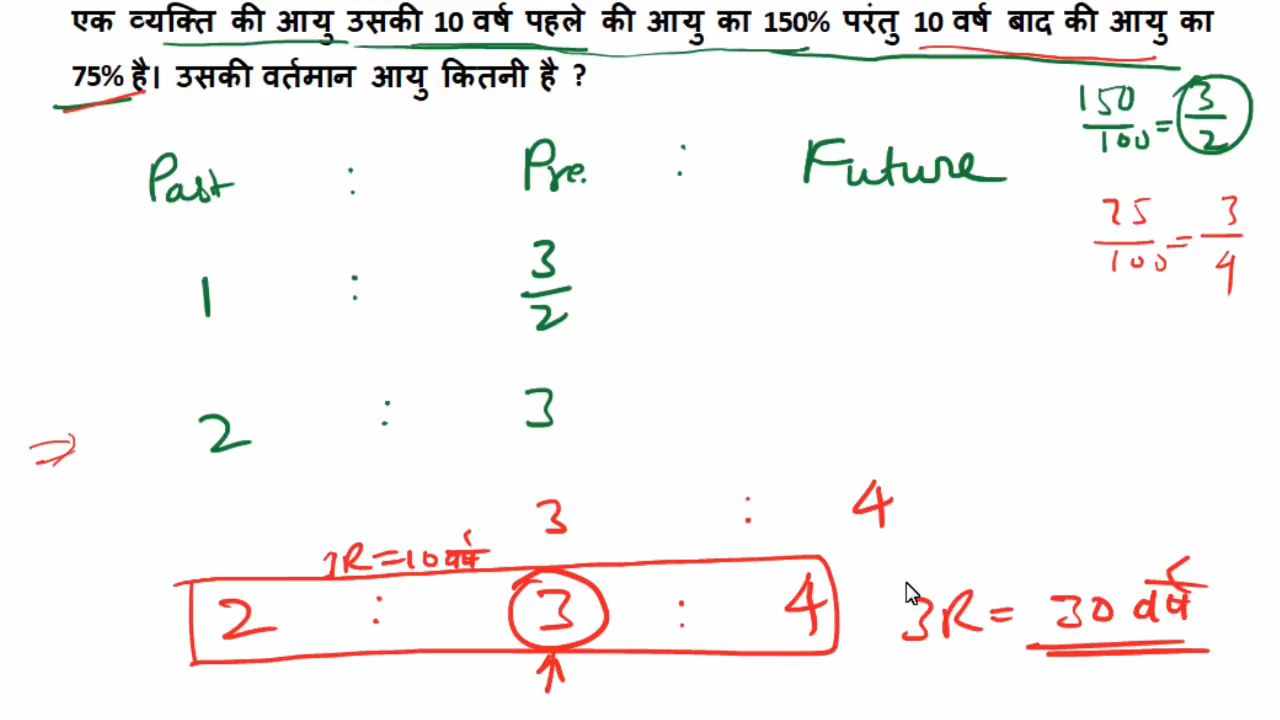 एक व्यक्ति की आयु उसकी 10 वर्ष पहले की आयु का 150% परंतु 10 वर्ष बाद की आयु का
75% है। उसकी वर्तमान आयु कितनी है ?
150/100 = 3/2
Past : Pre. : Future
75/100 = 3/4
1 : 3/2
2 : 3
⇒
3 : 4
1R = 10 वर्ष
2 : 3 : 4
3R = 30 वर्ष